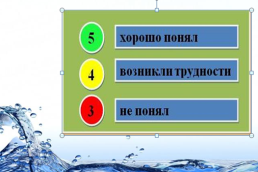 5 хорошо понял
4 возникли трудности
3 не понял